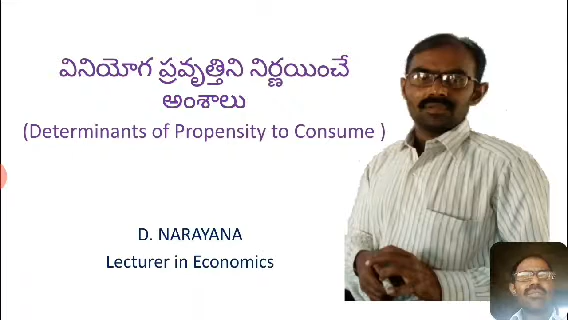 వినియోగ ప్రవృత్తిని నిర్ణయించే
అంశాలు
(Determinants of Propensity to Consume )
D. NARAYANA
Lecturer in Economics